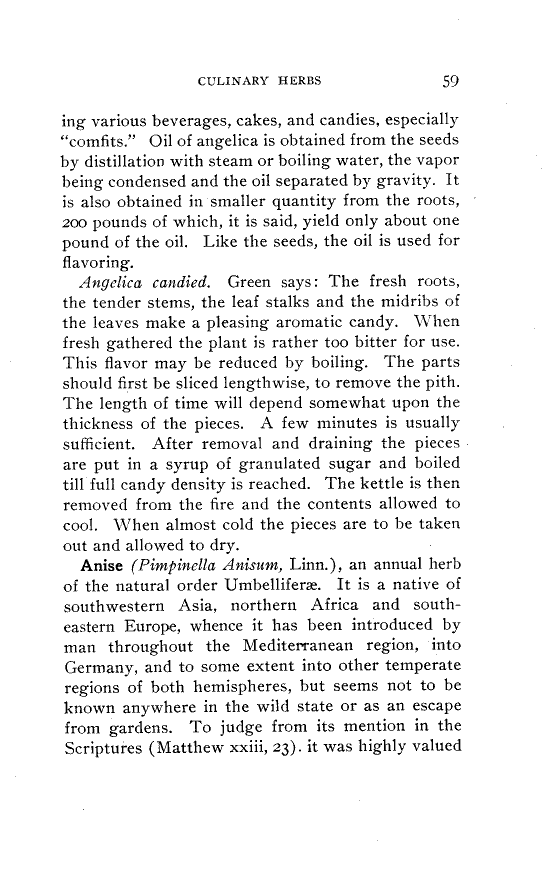 CULINARY HERBS 59
ing various beverages, cakes, and candies, especially
“comfits.” Oil of angelica is obtained from the seeds
by distillation with steam or boiling water, the vapor
being condensed and the oil separated by gravity. It
is also obtained in smaller quantity from the roots,
200 pounds of which, it is said, yield only about one
pound of the oil. Like the seeds, the oil is used for
flavoring.
Angelica candied. Green says: The fresh roots,
the tender stems, the leaf stalks and the midribs of
the leaves make a pleasing aromatic candy. When
fresh gathered the plant is rather too bitter for use.
This flavor may be reduced by boiling. The parts
should first be sliced lengthwise, to remove the pith.
The length of time will depend somewhat upon the
thickness of the pieces. A few minutes is usually
sufficient. After removal and draining the pieces
are put in a syrup of granulated sugar and boiled
till full candy density is reached. The kettle is then
removed from the fire and the contents allowed to
cool. When almost cold the pieces are to be taken
out and allowed to dry.
Anise (Pimpinella Anisum, Linn.), an annual herb
of the natural order Umbelliferæ. It is a native of
southwestern Asia, northern Africa and south-
eastern Europe, whence it has been introduced by
man throughout the Mediterranean region, into
Germany, and to some extent into other temperate
regions of both hemispheres, but seems not to be
known anywhere in the wild state or as an escape
from gardens. To judge from its mention in the
Scriptures (Matthew xxiii, 23). it was highly valued